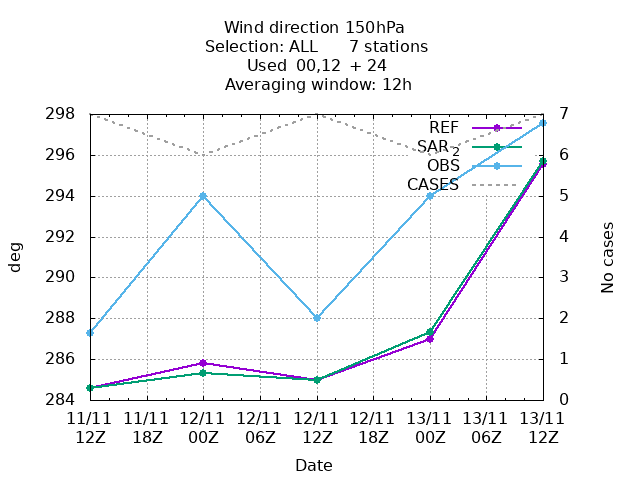 Wind direction 150hPa
Selection: ALL 7 stations
Used 00,12 + 24
Averaging window: 12h
298
296
294
292
290
288
286
284
deg
7
6
5
4
3
2
1
0
No cases
REF
SAR_2
OBS
CASES
11/11 11/11 12/11 12/11 12/11 12/11 13/11 13/11 13/11
12Z 18Z 00Z 06Z 12Z 18Z 00Z 06Z 12Z
Date